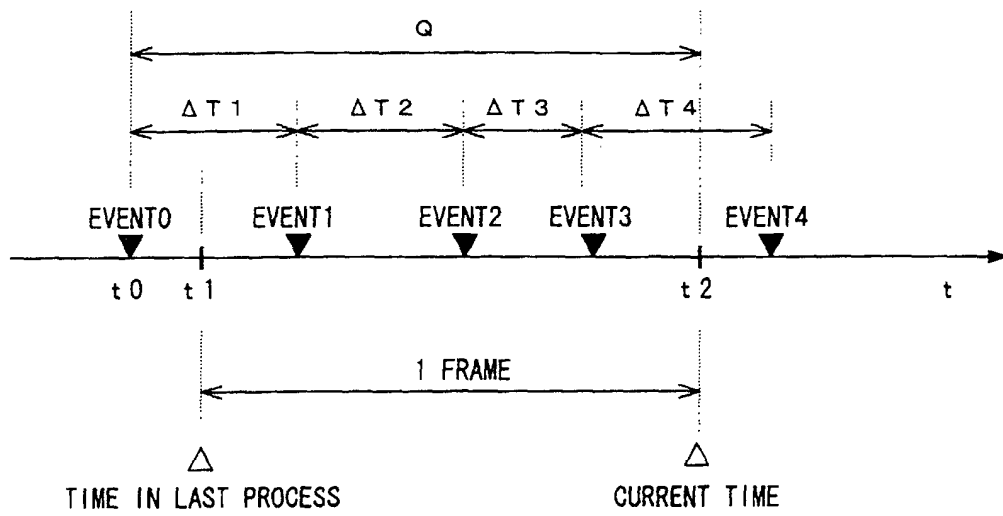 Q
ΔT1 ΔT2 ΔT3 ΔT4
EVENT0 EVENT1 EVENT2 EVENT3 EVENT4
t0 t1 t2 t
1 FRAME
TIME IN LAST PROCESS CURRENT TIME